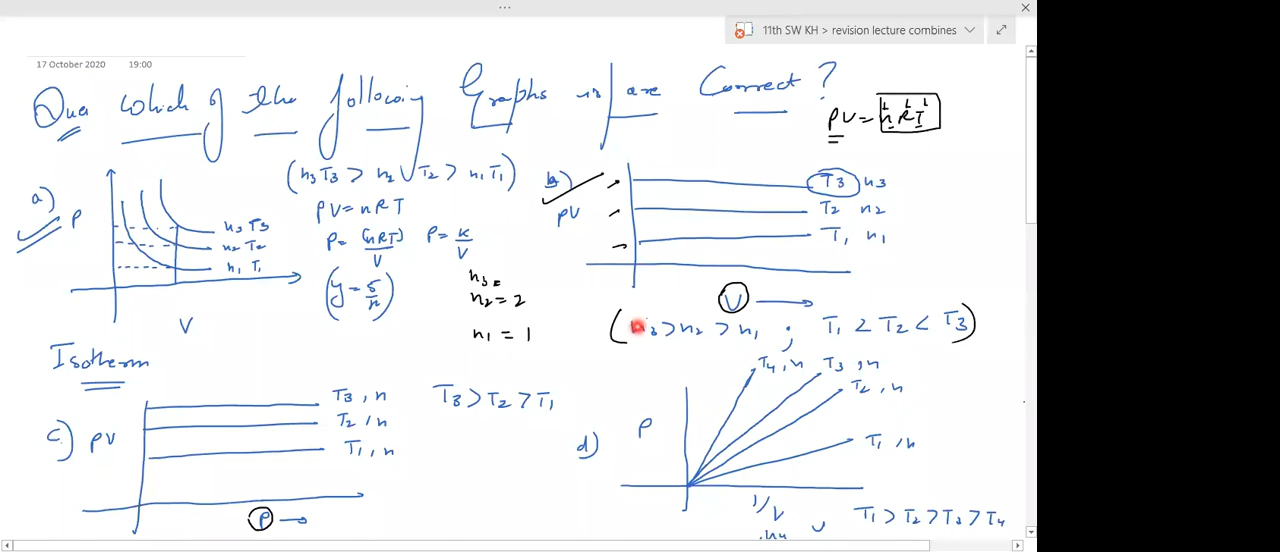 11th SW KH > revision lecture combines
17 October 2020 19:00
Que Which of the following Graphs is/are Correct ?
PV = nRT
a) P
n3 T3
n2 T2
n1 T1
V
(n3T3 > n2T2 > n1T1)
PV = nRT
P = (nRT)/V P = K/V
(y = 5/x)
n3 =
n2 = 2
n1 = 1
b) PV
T3 n3
T2 n2
T1 n1
V
(n3 > n2 > n1 ; T1 < T2 < T3)
Isotherm
c.) PV
T3, n
T2, n
T1, n
P
T3 > T2 > T1
d) P
T4, n
T3, n
T2, n
T1, n
1/V
T1 > T2 > T3 > T4